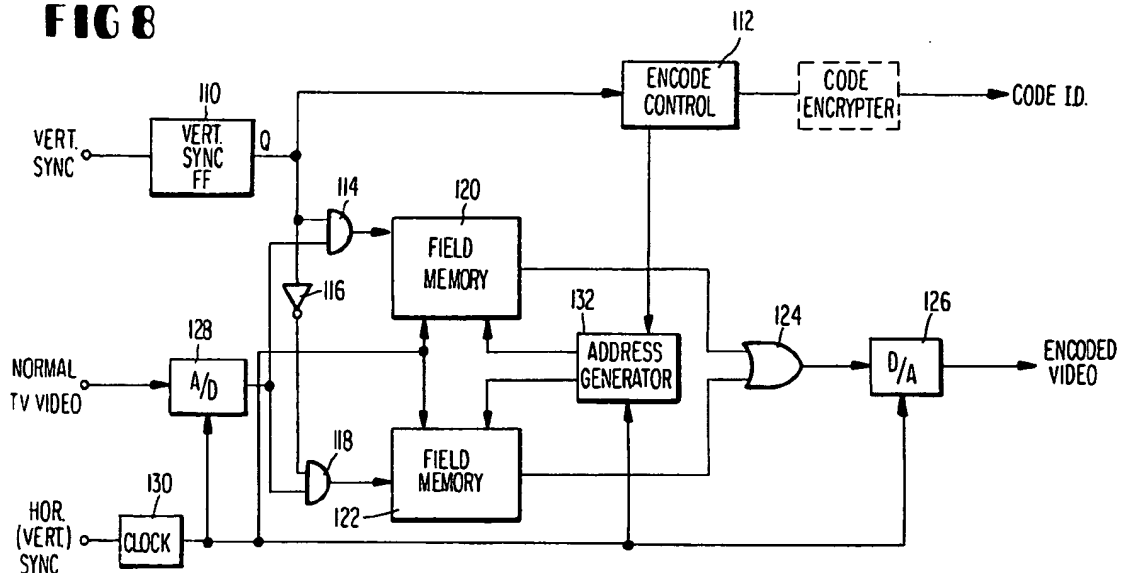 FIG 8
112
ENCODE
CONTROL
CODE
ENCRYPTER
CODE I.D.
110
VERT.
SYNC
VERT.
SYNC
FF
Q
114
120
FIELD
MEMORY
116
132
ADDRESS
GENERATOR
124
126
D/A
ENCODED
VIDEO
128
NORMAL
TV VIDEO
A/D
118
FIELD
MEMORY
122
130
HOR.
(VERT.)
SYNC
CLOCK